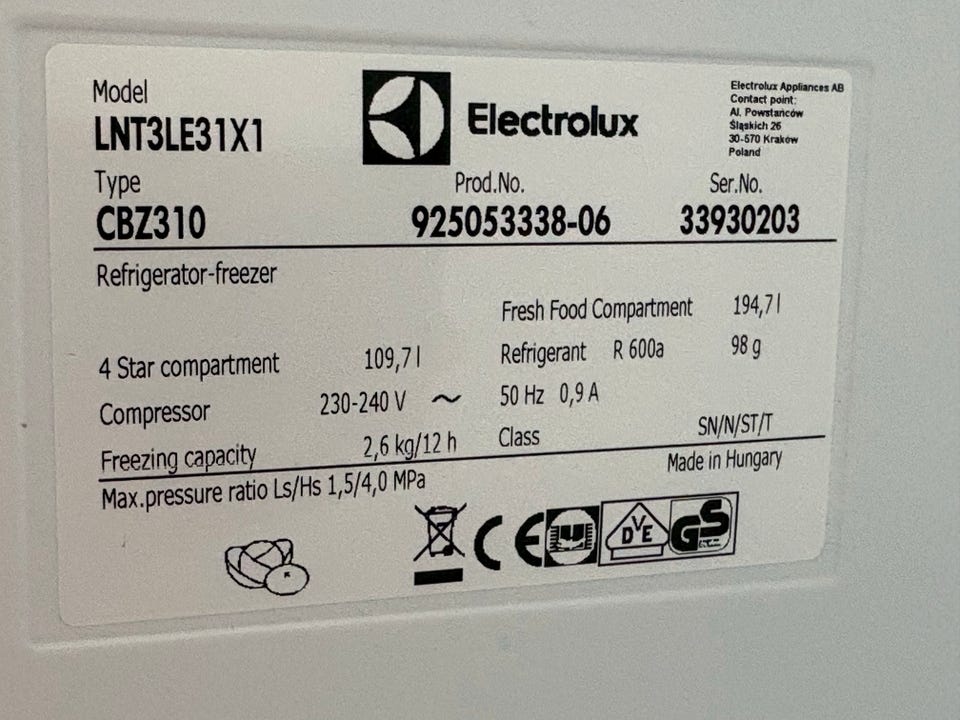 Model
LNT3LE31X1
Electrolux
Electrolux Appliances AB
Contact point:
Al. Powstańców
Śląskich 26
30-570 Kraków
Poland
Type
CBZ310
Prod.No.
925053338-06
Ser.No.
33930203
Refrigerator-freezer
Fresh Food Compartment 194,7 l
4 Star compartment 109,7 l
Refrigerant R 600a 98 g
Compressor 230-240 V ~ 50 Hz 0,9 A
Freezing capacity 2,6 kg/12 h
Class SN/N/ST/T
Max.pressure ratio Ls/Hs 1,5/4,0 MPa
Made in Hungary
CE
DVE
GS